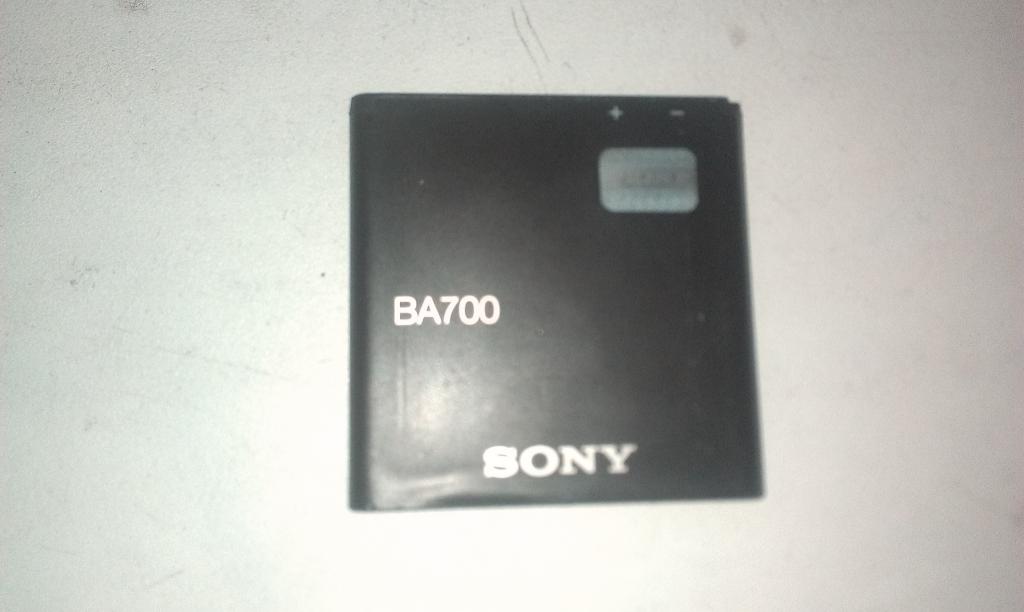 + -
BA700
SONY